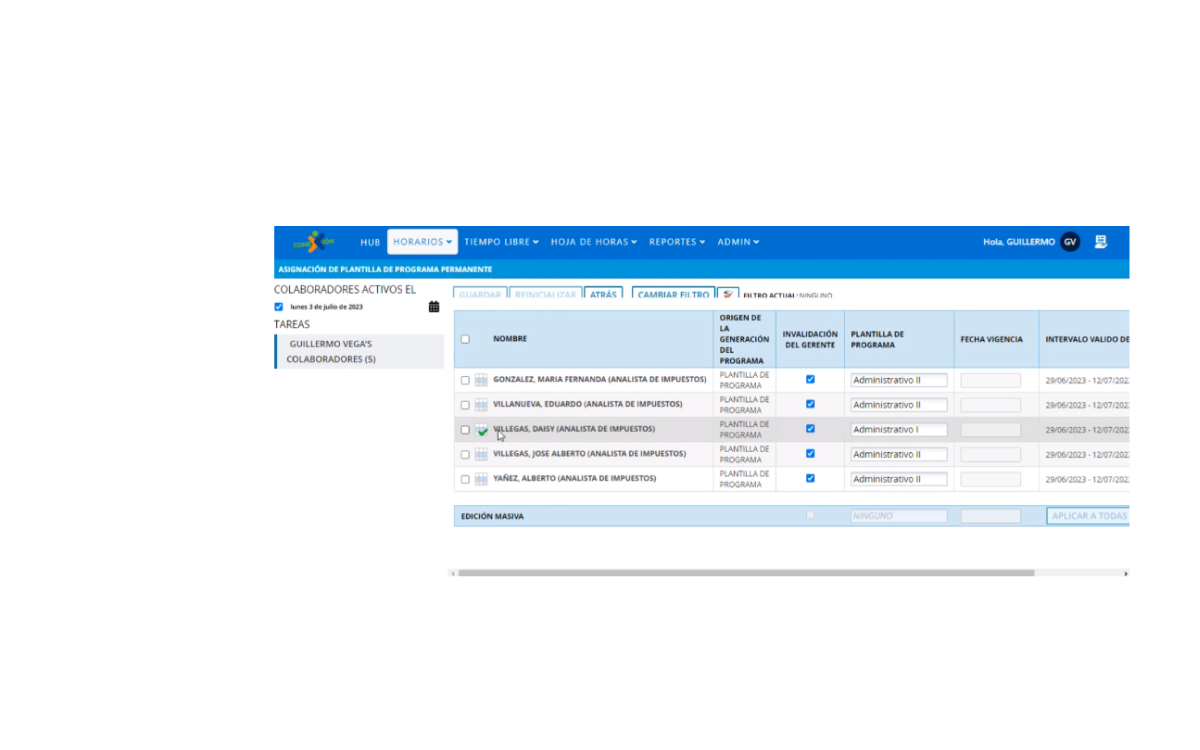 CONEXIÓN HUB HORARIOS TIEMPO LIBRE HOJA DE HORAS REPORTES ADMIN Hola, GUILLERMO GV
ASIGNACIÓN DE PLANTILLA DE PROGRAMA PERMANENTE
COLABORADORES ACTIVOS EL
lunes 3 de julio de 2023
TAREAS
GUILLERMO VEGA'S
COLABORADORES (5)
GUARDAR REINICIALIZAR ATRÁS CAMBIAR FILTRO FILTRO ACTUAL: NINGUNO
NOMBRE
ORIGEN DE
LA
GENERACIÓN
DEL
PROGRAMA
INVALIDACIÓN
DEL GERENTE
PLANTILLA DE
PROGRAMA
FECHA VIGENCIA
INTERVALO VALIDO DE
GONZALEZ, MARIA FERNANDA (ANALISTA DE IMPUESTOS)
PLANTILLA DE
PROGRAMA
Administrativo II
29/06/2023 - 12/07/202
VILLANUEVA, EDUARDO (ANALISTA DE IMPUESTOS)
PLANTILLA DE
PROGRAMA
Administrativo II
29/06/2023 - 12/07/202
VILLEGAS, DAISY (ANALISTA DE IMPUESTOS)
PLANTILLA DE
PROGRAMA
Administrativo I
29/06/2023 - 12/07/202
VILLEGAS, JOSE ALBERTO (ANALISTA DE IMPUESTOS)
PLANTILLA DE
PROGRAMA
Administrativo II
29/06/2023 - 12/07/202
YAÑEZ, ALBERTO (ANALISTA DE IMPUESTOS)
PLANTILLA DE
PROGRAMA
Administrativo II
29/06/2023 - 12/07/202
EDICIÓN MASIVA NINGUNO APLICAR A TODAS